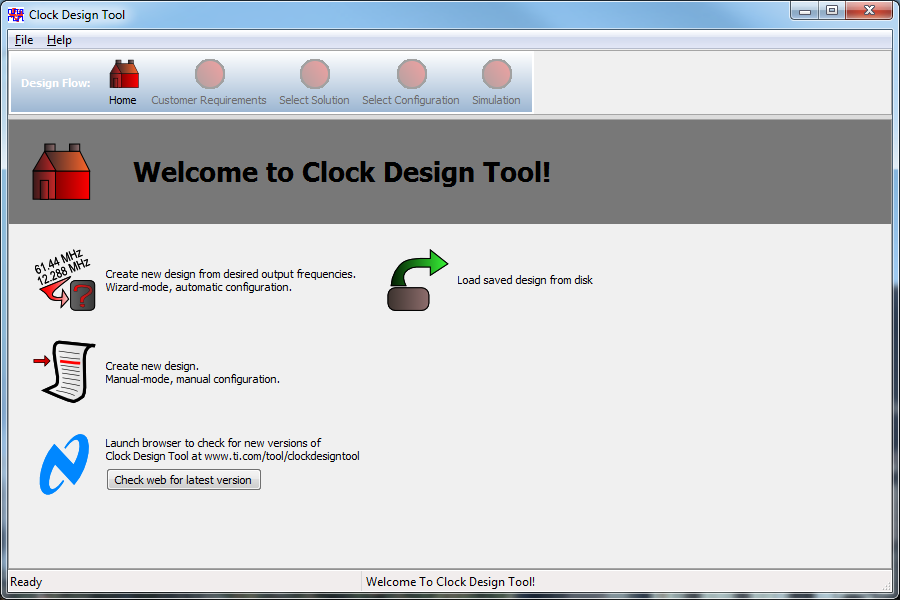 Clock Design Tool
File Help
Design Flow:
Home
Customer Requirements
Select Solution
Select Configuration
Simulation
Welcome to Clock Design Tool!
61.44 MHz
12.288 MHz
?
Create new design from desired output frequencies.
Wizard-mode, automatic configuration.
Load saved design from disk
Create new design.
Manual-mode, manual configuration.
Launch browser to check for new versions of
Clock Design Tool at www.ti.com/tool/clockdesigntool
Check web for latest version
Ready
Welcome To Clock Design Tool!